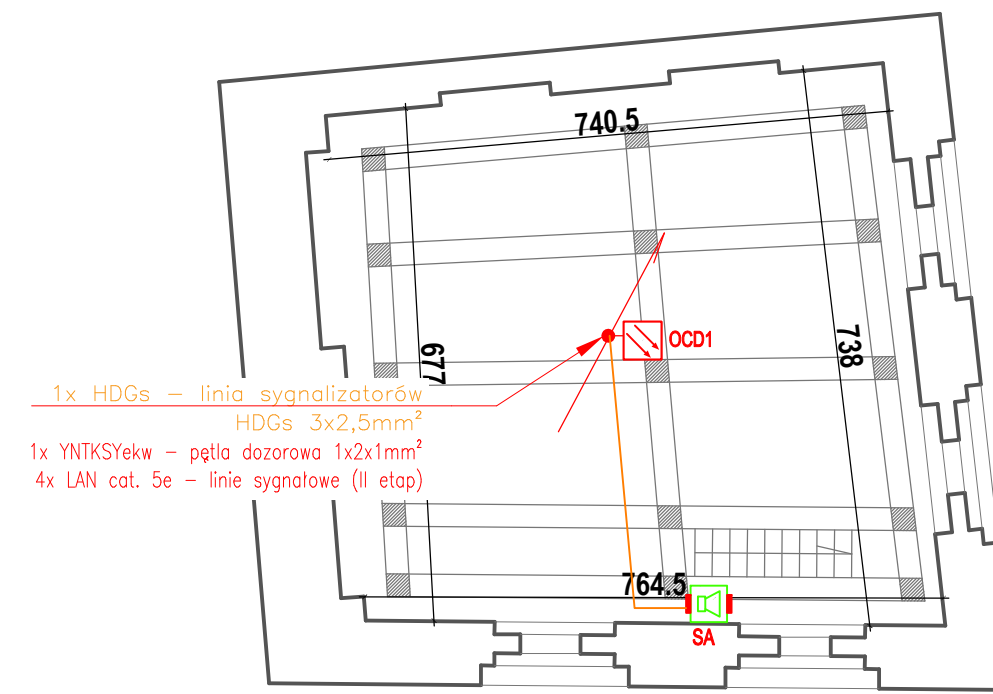 740.5
OCD1
677
738
1x HDGs – linia sygnalizatorów
HDGs 3x2,5mm²
1x YNTKSYekw – pętla dozorowa 1x2x1mm²
4x LAN cat. 5e – linie sygnałowe (II etap)
764.5
SA